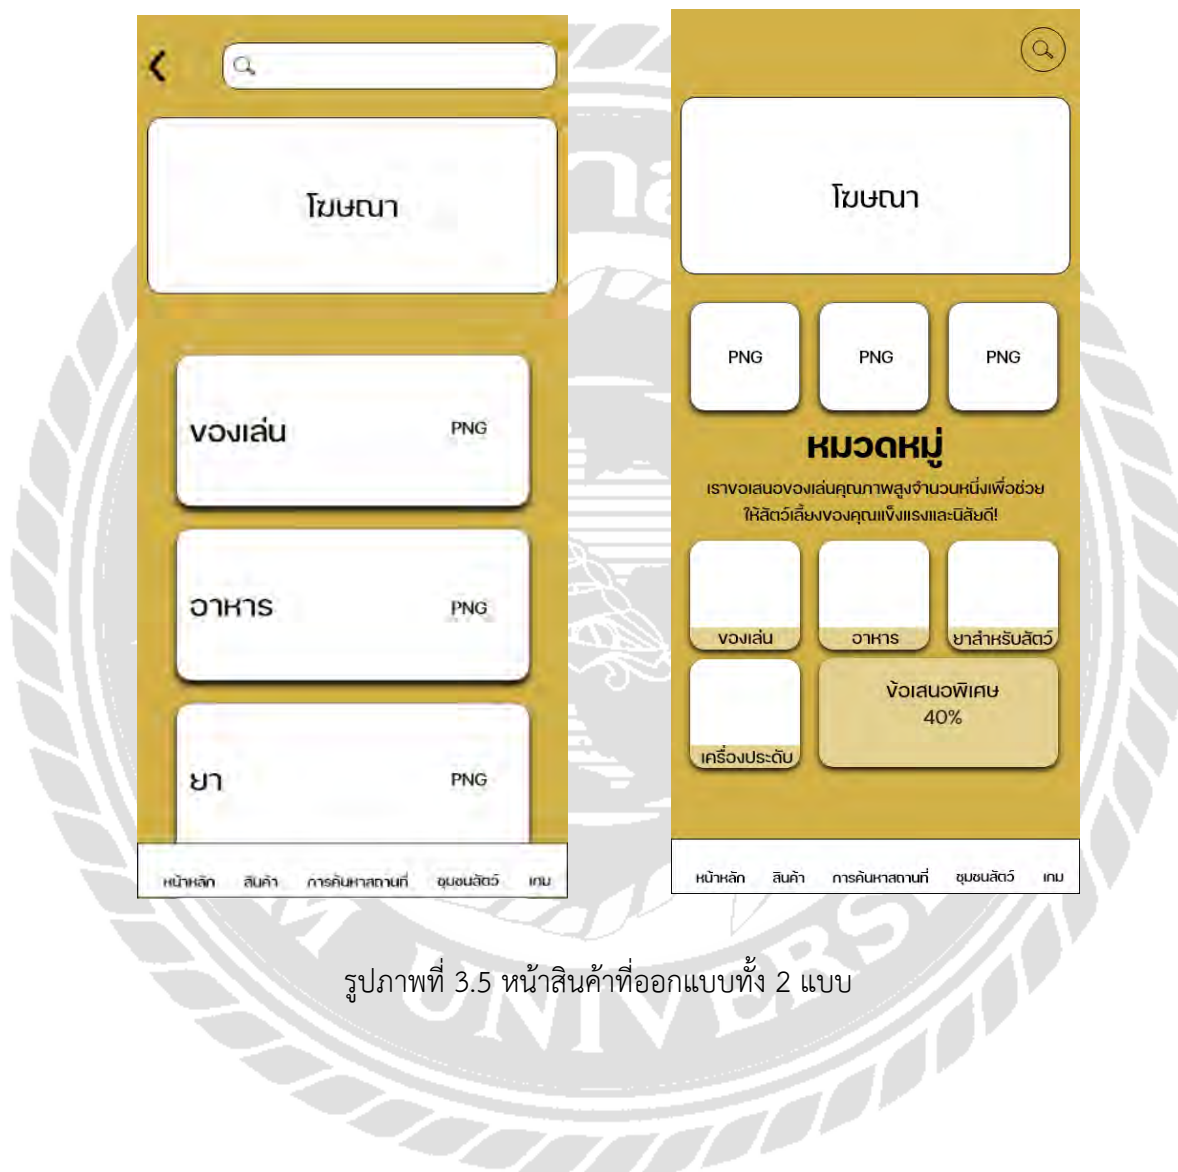 โฆษณา
ของเล่น
PNG
อาหาร
PNG
ยา
PNG
หน้าหลัก สินค้า การค้นหาสถานที่ ชุมชนสัตว์ เกม
โฆษณา
PNG PNG PNG
หมวดหมู่
เราขอเสนอของเล่นคุณภาพสูงจำนวนหนึ่งเพื่อช่วย
ให้สัตว์เลี้ยงของคุณแข็งแรงและนิสัยดี!
ของเล่น อาหาร ยาสำหรับสัตว์
เครื่องประดับ
ข้อเสนอพิเศษ
40%
หน้าหลัก สินค้า การค้นหาสถานที่ ชุมชนสัตว์ เกม
รูปภาพที่ 3.5 หน้าสินค้าที่ออกแบบทั้ง 2 แบบ
UNIVERS